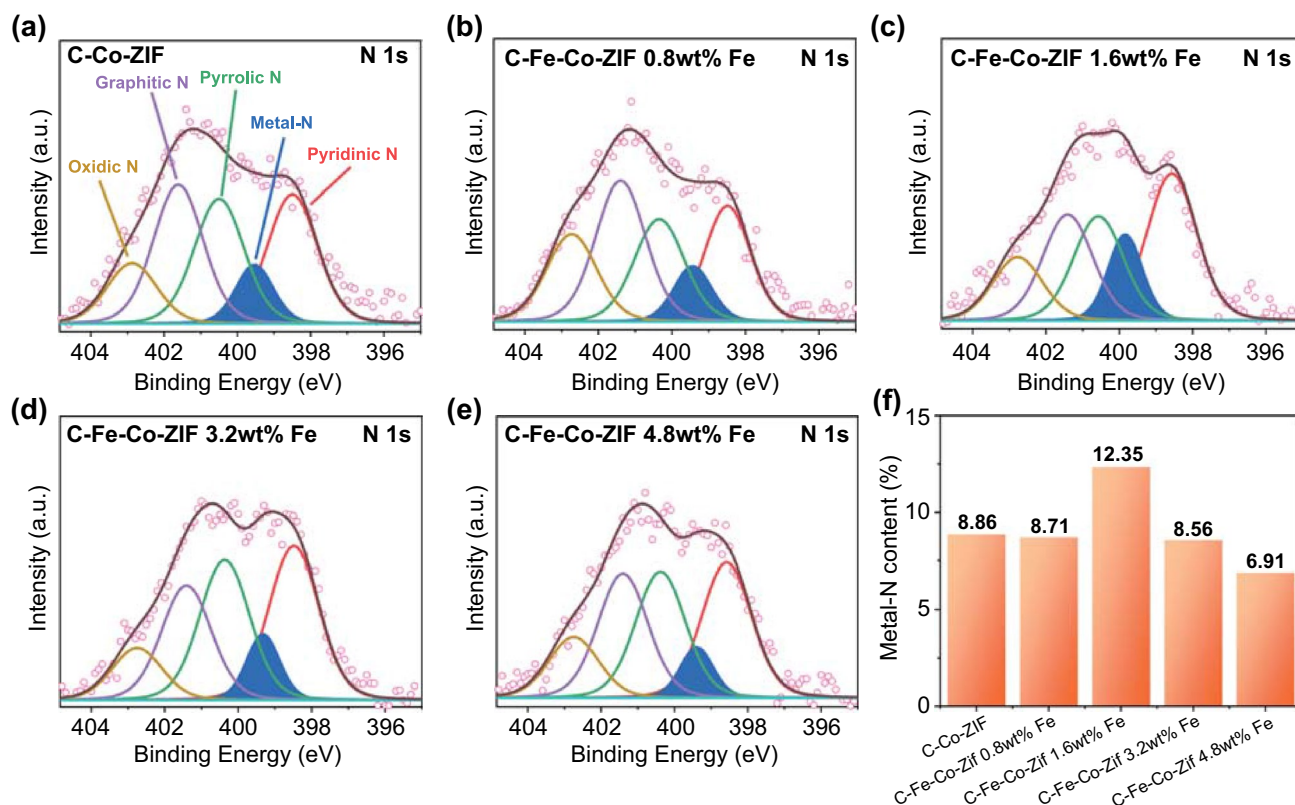 (a)
C-Co-ZIF N 1s
Graphitic N
Pyrrolic N
Metal-N
Oxidic N
Pyridinic N
Intensity (a.u.)
404 402 400 398 396
Binding Energy (eV)
(b)
C-Fe-Co-ZIF 0.8wt% Fe N 1s
Intensity (a.u.)
404 402 400 398 396
Binding Energy (eV)
(c)
C-Fe-Co-ZIF 1.6wt% Fe N 1s
Intensity (a.u.)
404 402 400 398 396
Binding Energy (eV)
(d)
C-Fe-Co-ZIF 3.2wt% Fe N 1s
Intensity (a.u.)
404 402 400 398 396
Binding Energy (eV)
(e)
C-Fe-Co-ZIF 4.8wt% Fe N 1s
Intensity (a.u.)
404 402 400 398 396
Binding Energy (eV)
(f)
Metal-N content (%)
15
10
5
0
8.86
8.71
12.35
8.56
6.91
C-Co-ZIF
C-Fe-Co-Zif 0.8wt% Fe
C-Fe-Co-Zif 1.6wt% Fe
C-Fe-Co-Zif 3.2wt% Fe
C-Fe-Co-Zif 4.8wt% Fe